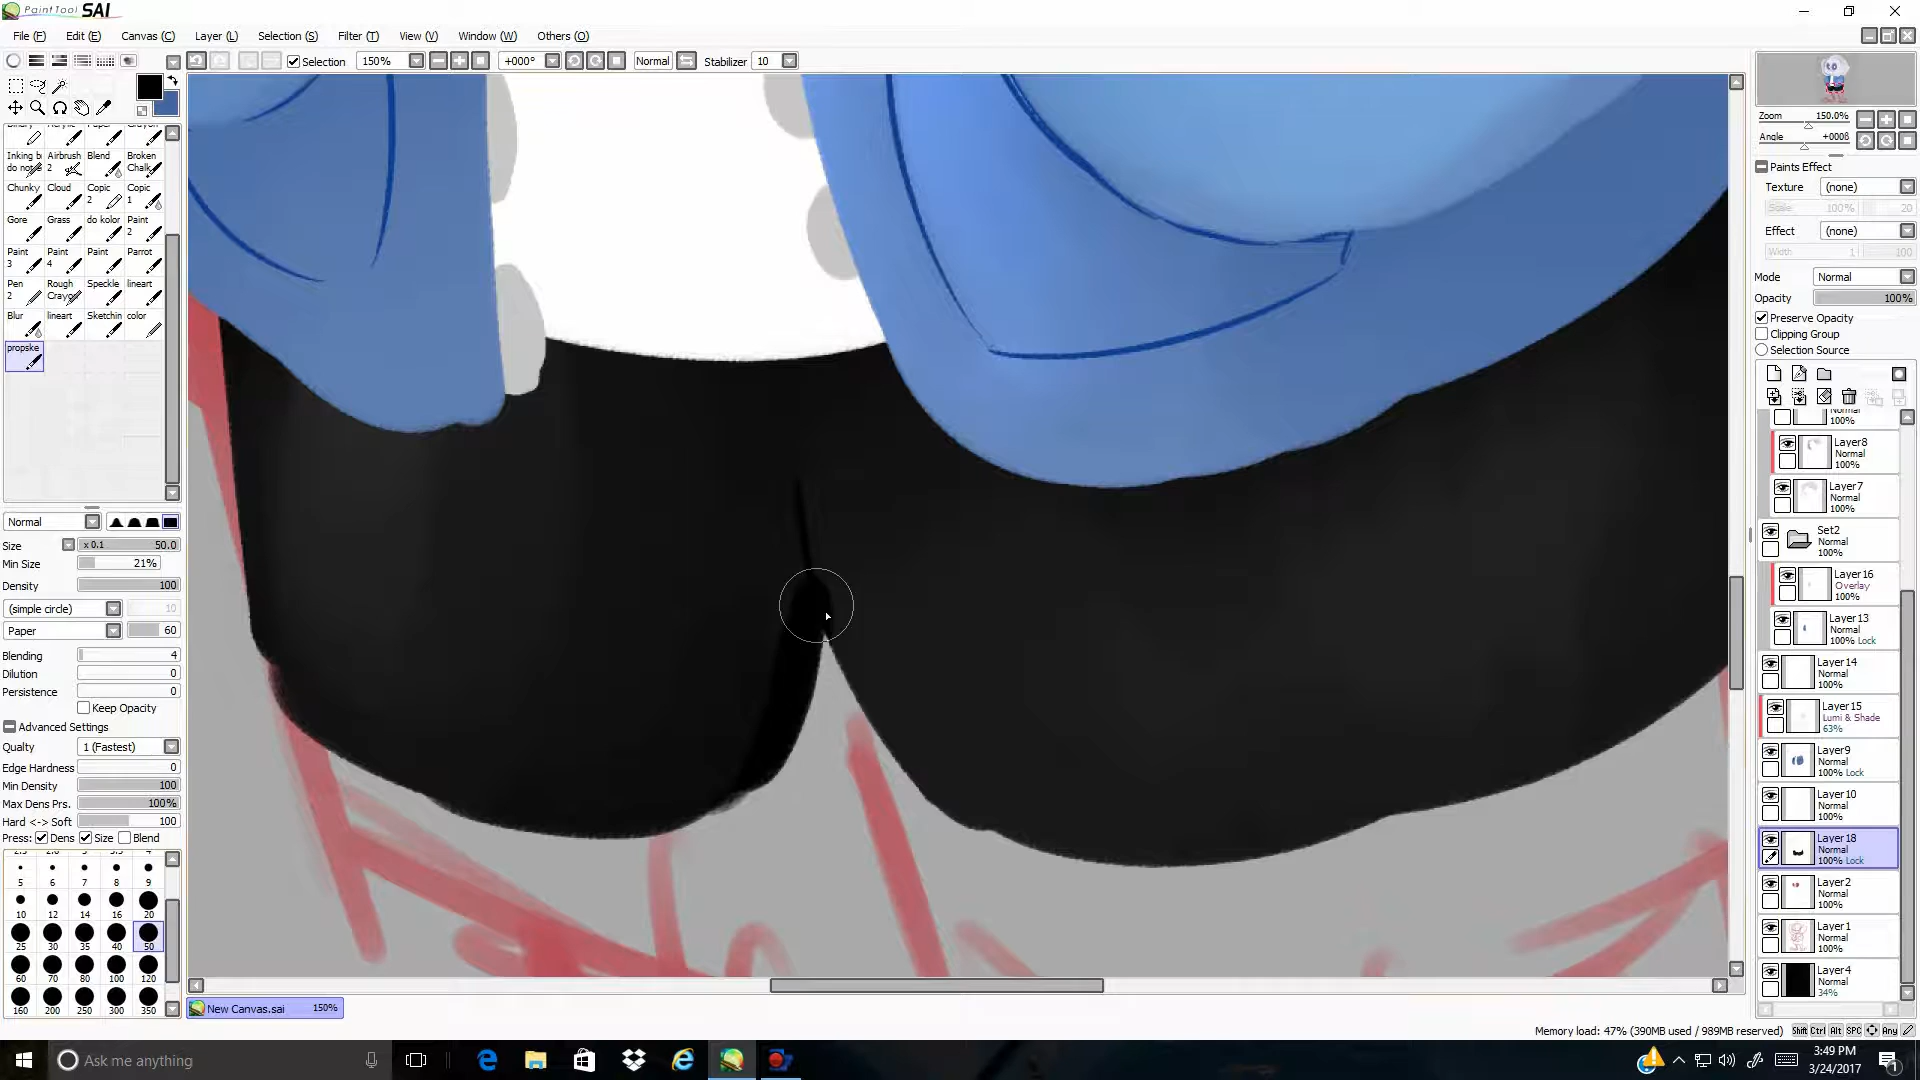 PaintTool SAI
File (F) Edit (E) Canvas (C) Layer (L) Selection (S) Filter (T) View (V) Window (W) Others (O)
Selection 150% +000° Normal Stabilizer 10
Inking b Airbrush Blend Broken
do not s 2 Chalk
Chunky Cloud Copic Copic
2 1
Gore Grass do kolor Paint
2
Paint Paint Paint Parrot
3 4
Pen Rough Speckle lineart
2 Crayon
Blur lineart Sketchin color
propske
Normal
Size x 0.1 50.0
Min Size 21%
Density 100
(simple circle) 10
Paper 60
Blending 4
Dilution 0
Persistence 0
Keep Opacity
Advanced Settings
Qualty 1 (Fastest)
Edge Hardness 0
Min Density 100
Max Dens Prs. 100%
Hard <-> Soft 100
Press: Dens Size Blend
5 6 7 8 9
10 12 14 16 20
25 30 35 40 50
60 70 80 100 120
160 200 250 300 350
New Canvas.sai 150%
Zoom 150.0%
Angle +000ß
Paints Effect
Texture (none)
Scale 100% 20
Effect (none)
Width 1 100
Mode Normal
Opacity 100%
Preserve Opacity
Clipping Group
Selection Source
Normal
100%
Layer8
Normal
100%
Layer7
Normal
100%
Set2
Normal
100%
Layer16
Overlay
100%
Layer13
Normal
100% Lock
Layer14
Normal
100%
Layer15
Lumi & Shade
63%
Layer9
Normal
100% Lock
Layer10
Normal
100%
Layer18
Normal
100% Lock
Layer2
Normal
100%
Layer1
Normal
100%
Layer4
Normal
34%
Memory load: 47% (390MB used / 989MB reserved) Shift Ctrl Alt SPC Any
Ask me anything
3:49 PM
3/24/2017
1